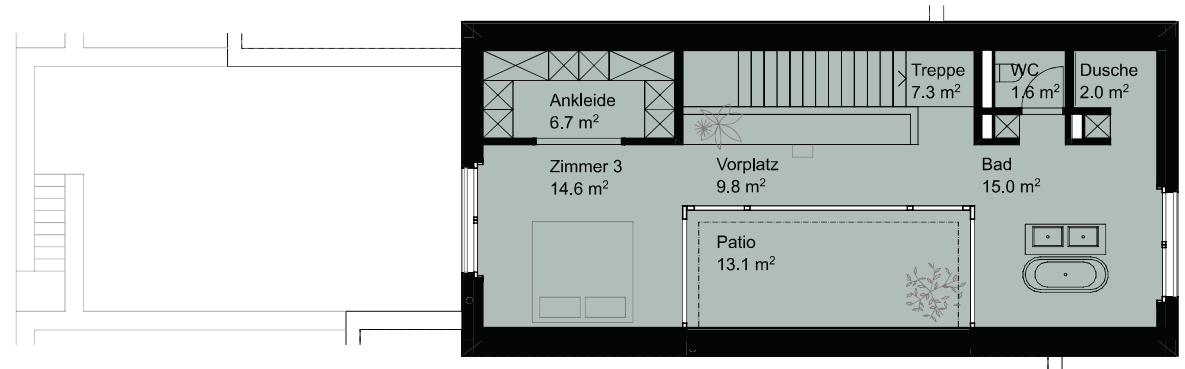 Treppe
7.3 m²
WC
1.6 m²
Dusche
2.0 m²
Ankleide
6.7 m²
Zimmer 3
14.6 m²
Vorplatz
9.8 m²
Bad
15.0 m²
Patio
13.1 m²